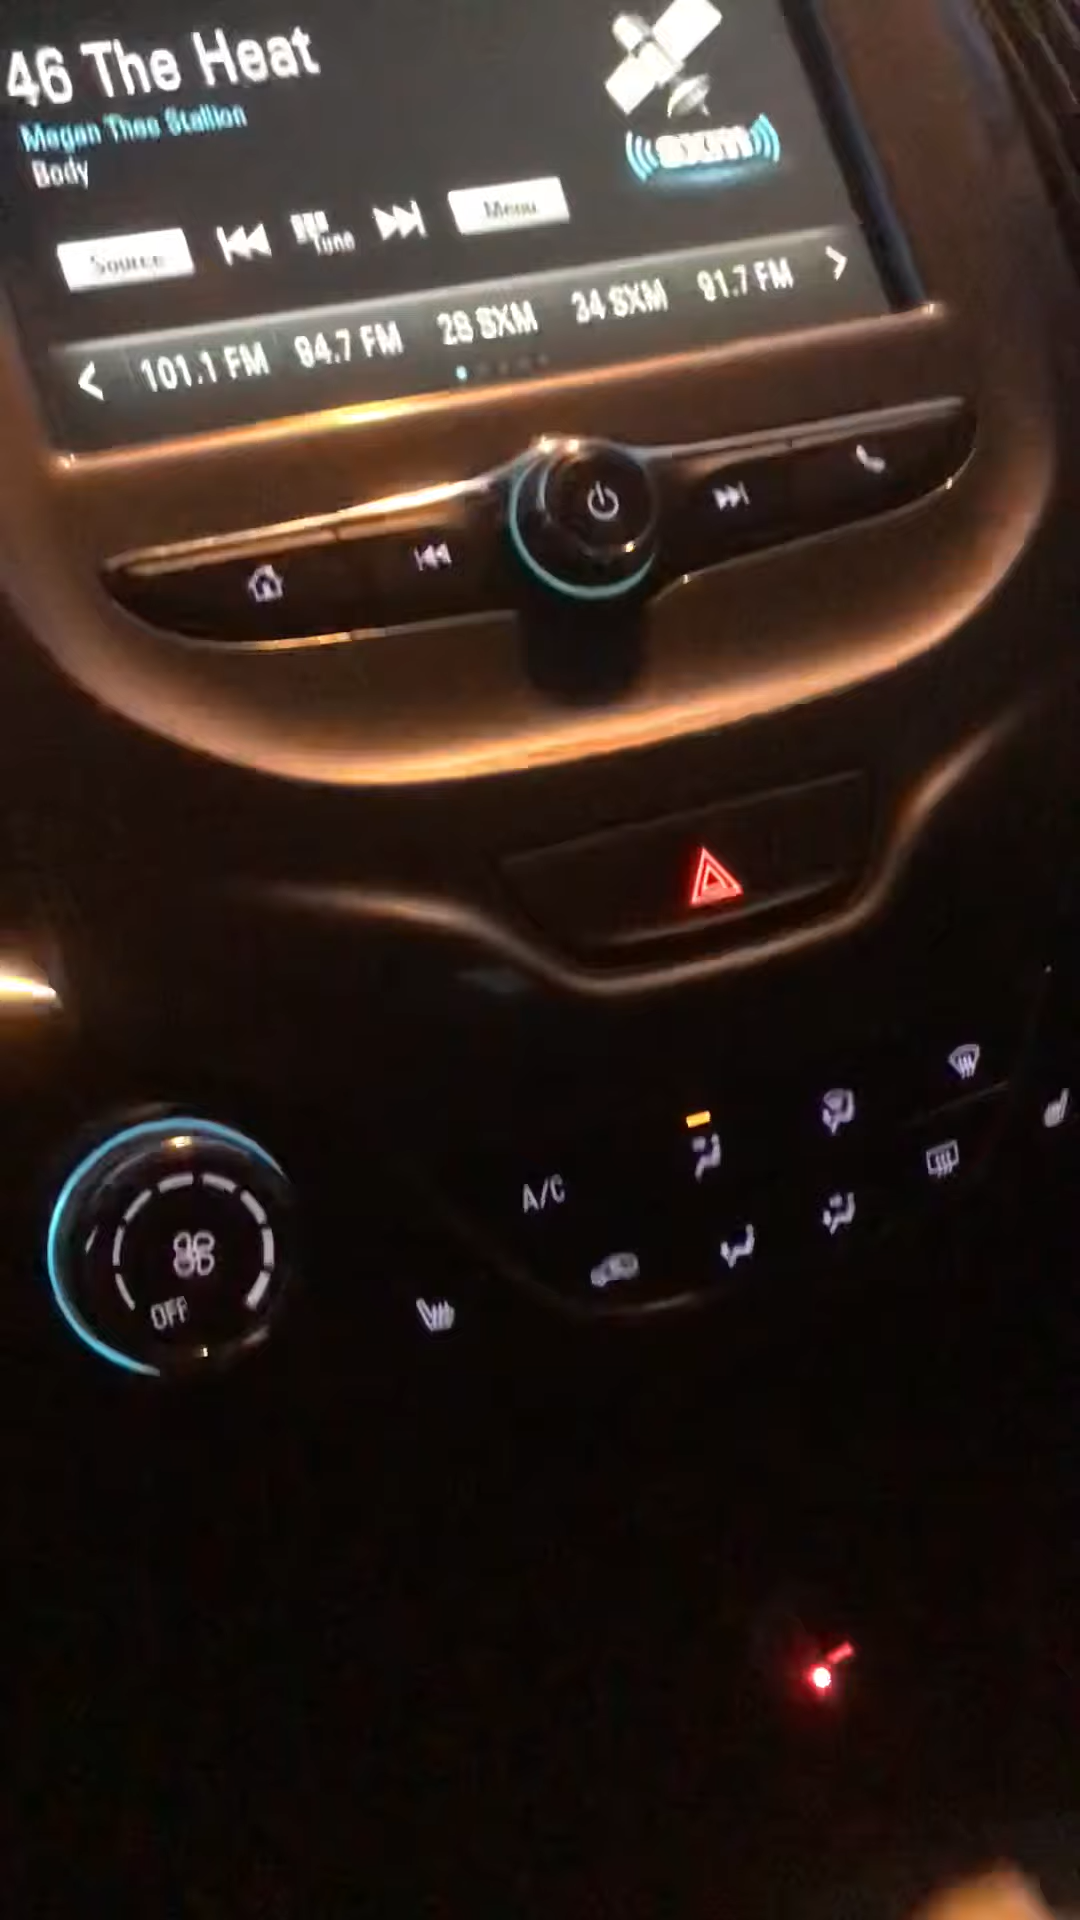 46 The Heat
Megan Thee Stallion
Body
sxm
Source
Tune
Menu
101.1 FM 94.7 FM 28 SXM 34 SXM 91.7 FM
A/C
OFF